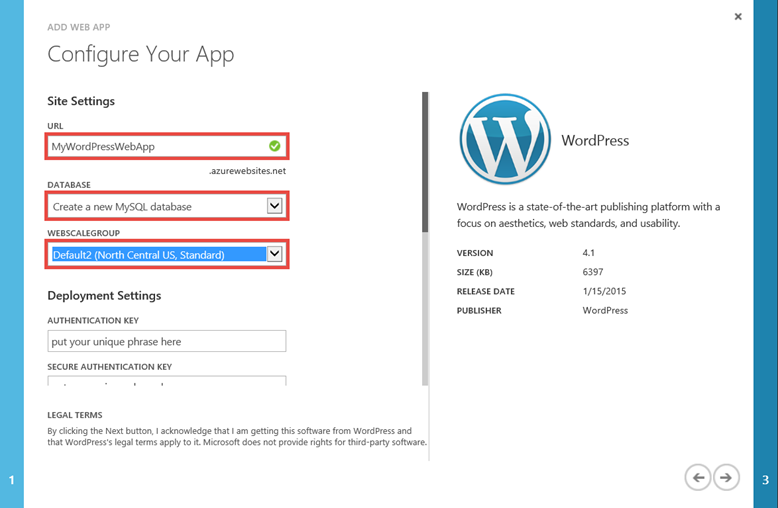 ADD WEB APP
Configure Your App
Site Settings
URL
MyWordPressWebApp
.azurewebsites.net
DATABASE
Create a new MySQL database
WEBSCALEGROUP
Default2 (North Central US, Standard)
Deployment Settings
AUTHENTICATION KEY
put your unique phrase here
SECURE AUTHENTICATION KEY
LEGAL TERMS
By clicking the Next button, I acknowledge that I am getting this software from WordPress and
that WordPress's legal terms apply to it. Microsoft does not provide rights for third-party software.
W
WordPress
WordPress is a state-of-the-art publishing platform with a
focus on aesthetics, web standards, and usability.
VERSION 4.1
SIZE (KB) 6397
RELEASE DATE 1/15/2015
PUBLISHER WordPress
1
3